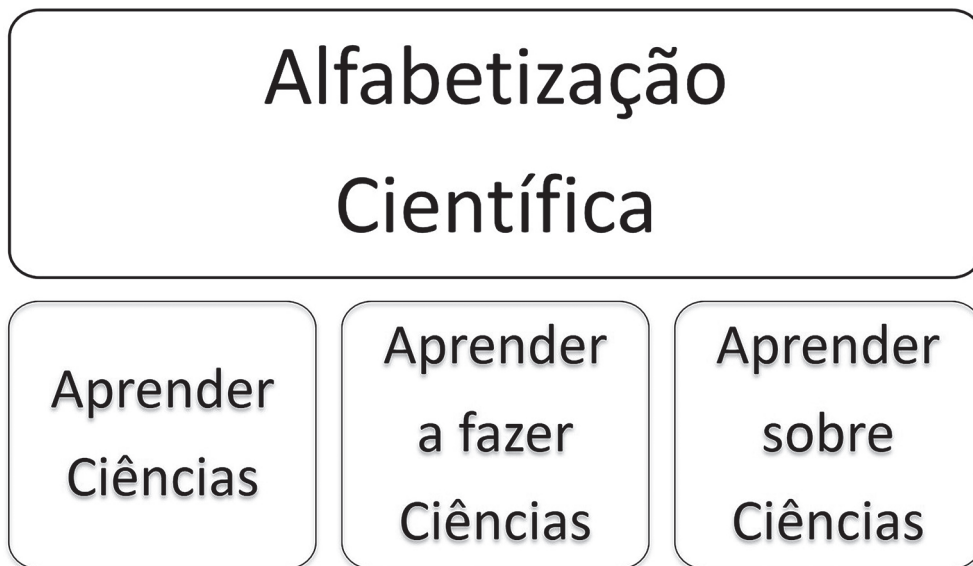 Alfabetização
Científica
Aprender
Ciências
Aprender
a fazer
Ciências
Aprender
sobre
Ciências